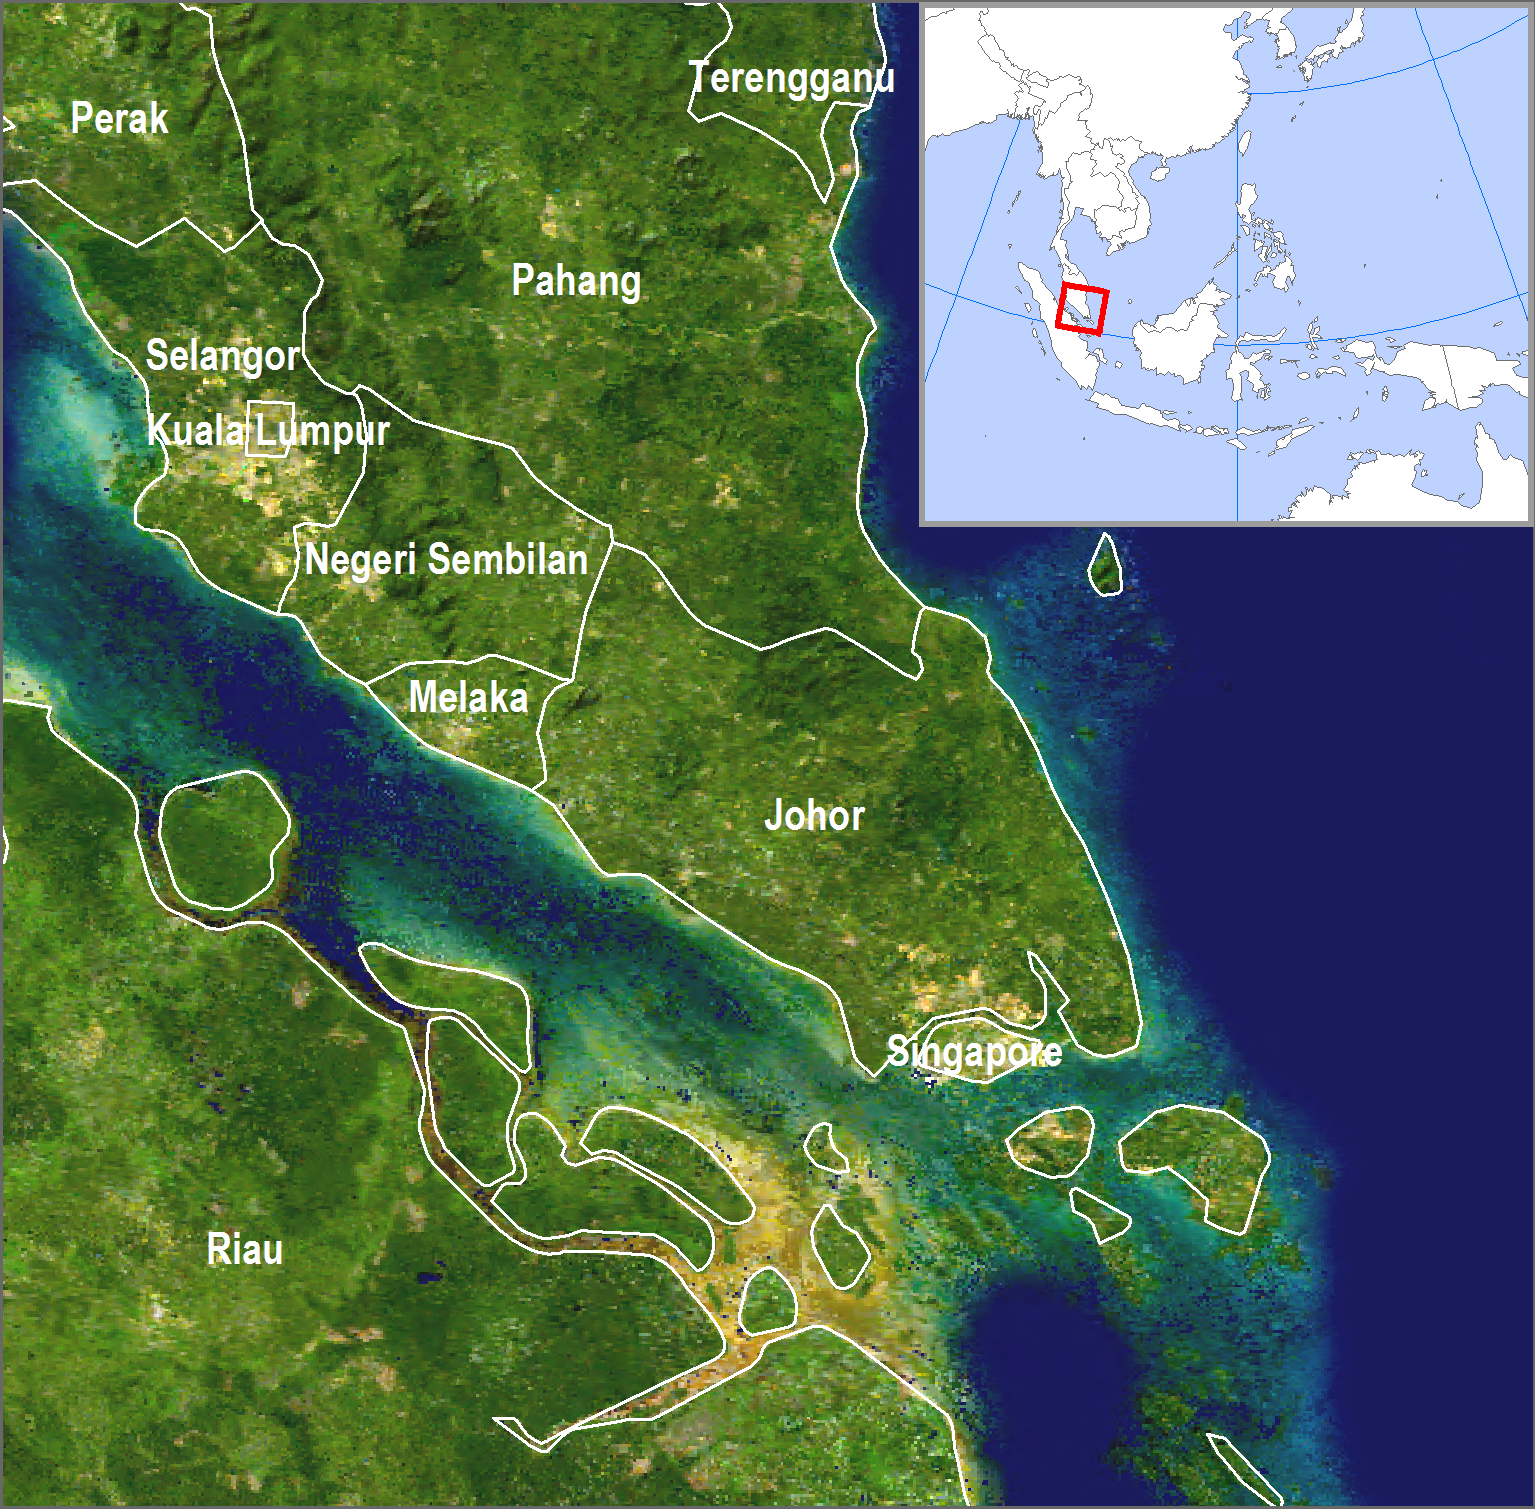 Terengganu
Perak
Pahang
Selangor
Kuala Lumpur
Negeri Sembilan
Melaka
Johor
Singapore
Riau